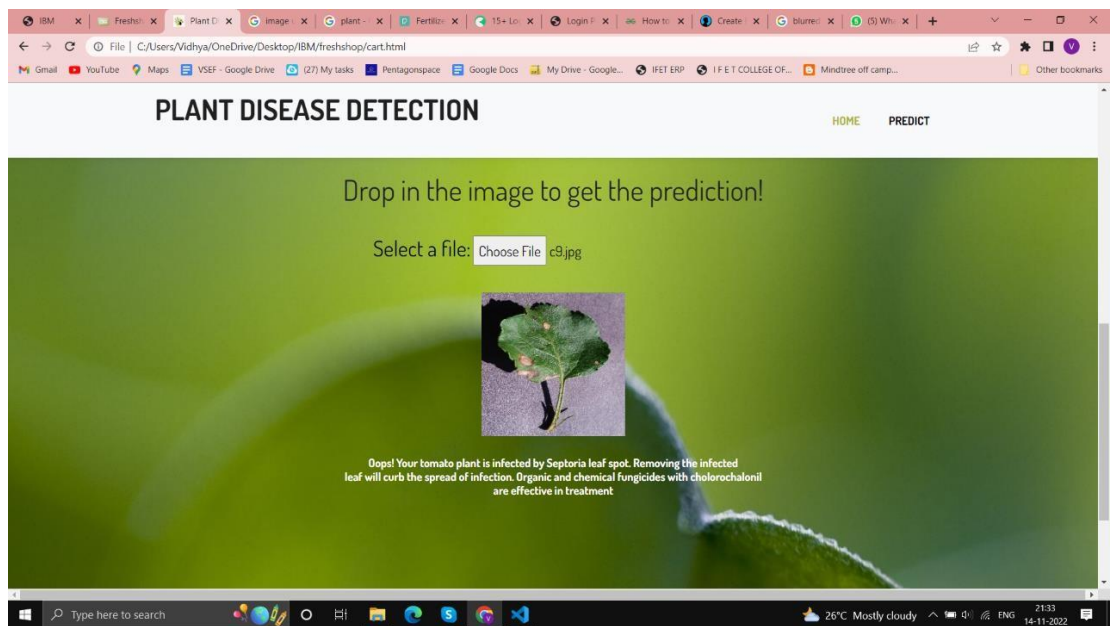 IBM
Freshsh
Plant D
image
plant -
Fertilize
15+ Log
Login F
How to
Create
blurred
(5) Wha
File | C:/Users/Vidhya/OneDrive/Desktop/IBM/freshshop/cart.html
V
Gmail
YouTube
Maps
VSEF - Google Drive
(27) My tasks
Pentagonspace
Google Docs
My Drive - Google...
IFET ERP
I F E T COLLEGE OF...
Mindtree off camp...
Other bookmarks
PLANT DISEASE DETECTION
HOME
PREDICT
Drop in the image to get the prediction!
Select a file: Choose File c9.jpg
Oops! Your tomato plant is infected by Septoria leaf spot. Removing the infected
leaf will curb the spread of infection. Organic and chemical fungicides with cholorochalonil
are effective in treatment
Type here to search
26°C Mostly cloudy
ENG
21:33
14-11-2022